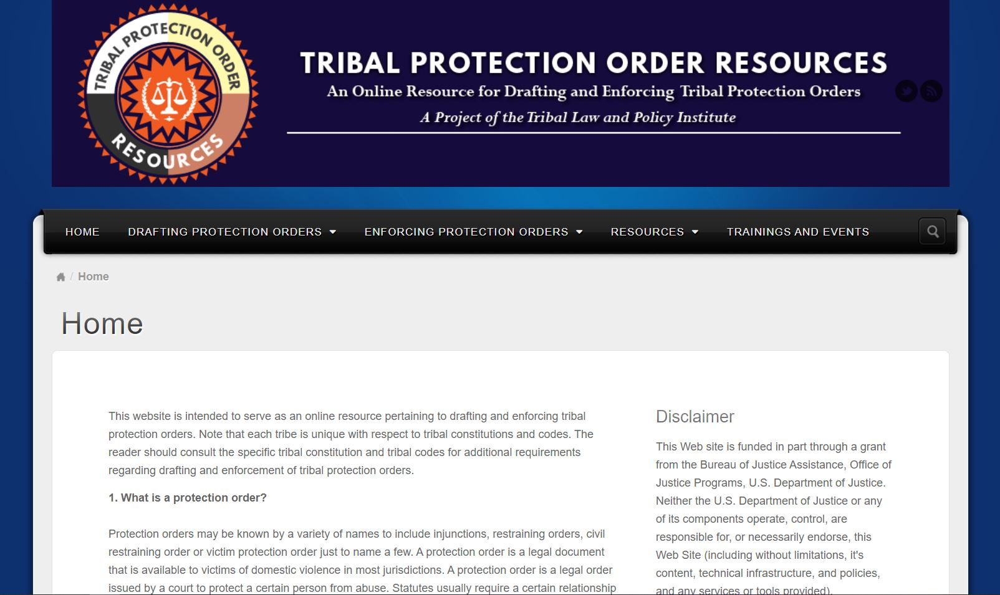 TRIBAL PROTECTION ORDER
RESOURCES
TRIBAL PROTECTION ORDER RESOURCES
An Online Resource for Drafting and Enforcing Tribal Protection Orders
A Project of the Tribal Law and Policy Institute
HOME DRAFTING PROTECTION ORDERS ENFORCING PROTECTION ORDERS RESOURCES TRAININGS AND EVENTS
/ Home
Home
This website is intended to serve as an online resource pertaining to drafting and enforcing tribal
protection orders. Note that each tribe is unique with respect to tribal constitutions and codes. The
reader should consult the specific tribal constitution and tribal codes for additional requirements
regarding drafting and enforcement of tribal protection orders.
1. What is a protection order?
Protection orders may be known by a variety of names to include injunctions, restraining orders, civil
restraining order or victim protection order just to name a few. A protection order is a legal document
that is available to victims of domestic violence in most jurisdictions. A protection order is a legal order
issued by a court to protect a certain person from abuse. Statutes usually require a certain relationship
Disclaimer
This Web site is funded in part through a grant
from the Bureau of Justice Assistance, Office of
Justice Programs, U.S. Department of Justice.
Neither the U.S. Department of Justice or any
of its components operate, control, are
responsible for, or necessarily endorse, this
Web Site (including without limitations, it's
content, technical infrastructure, and policies,
and any services or tools provided).